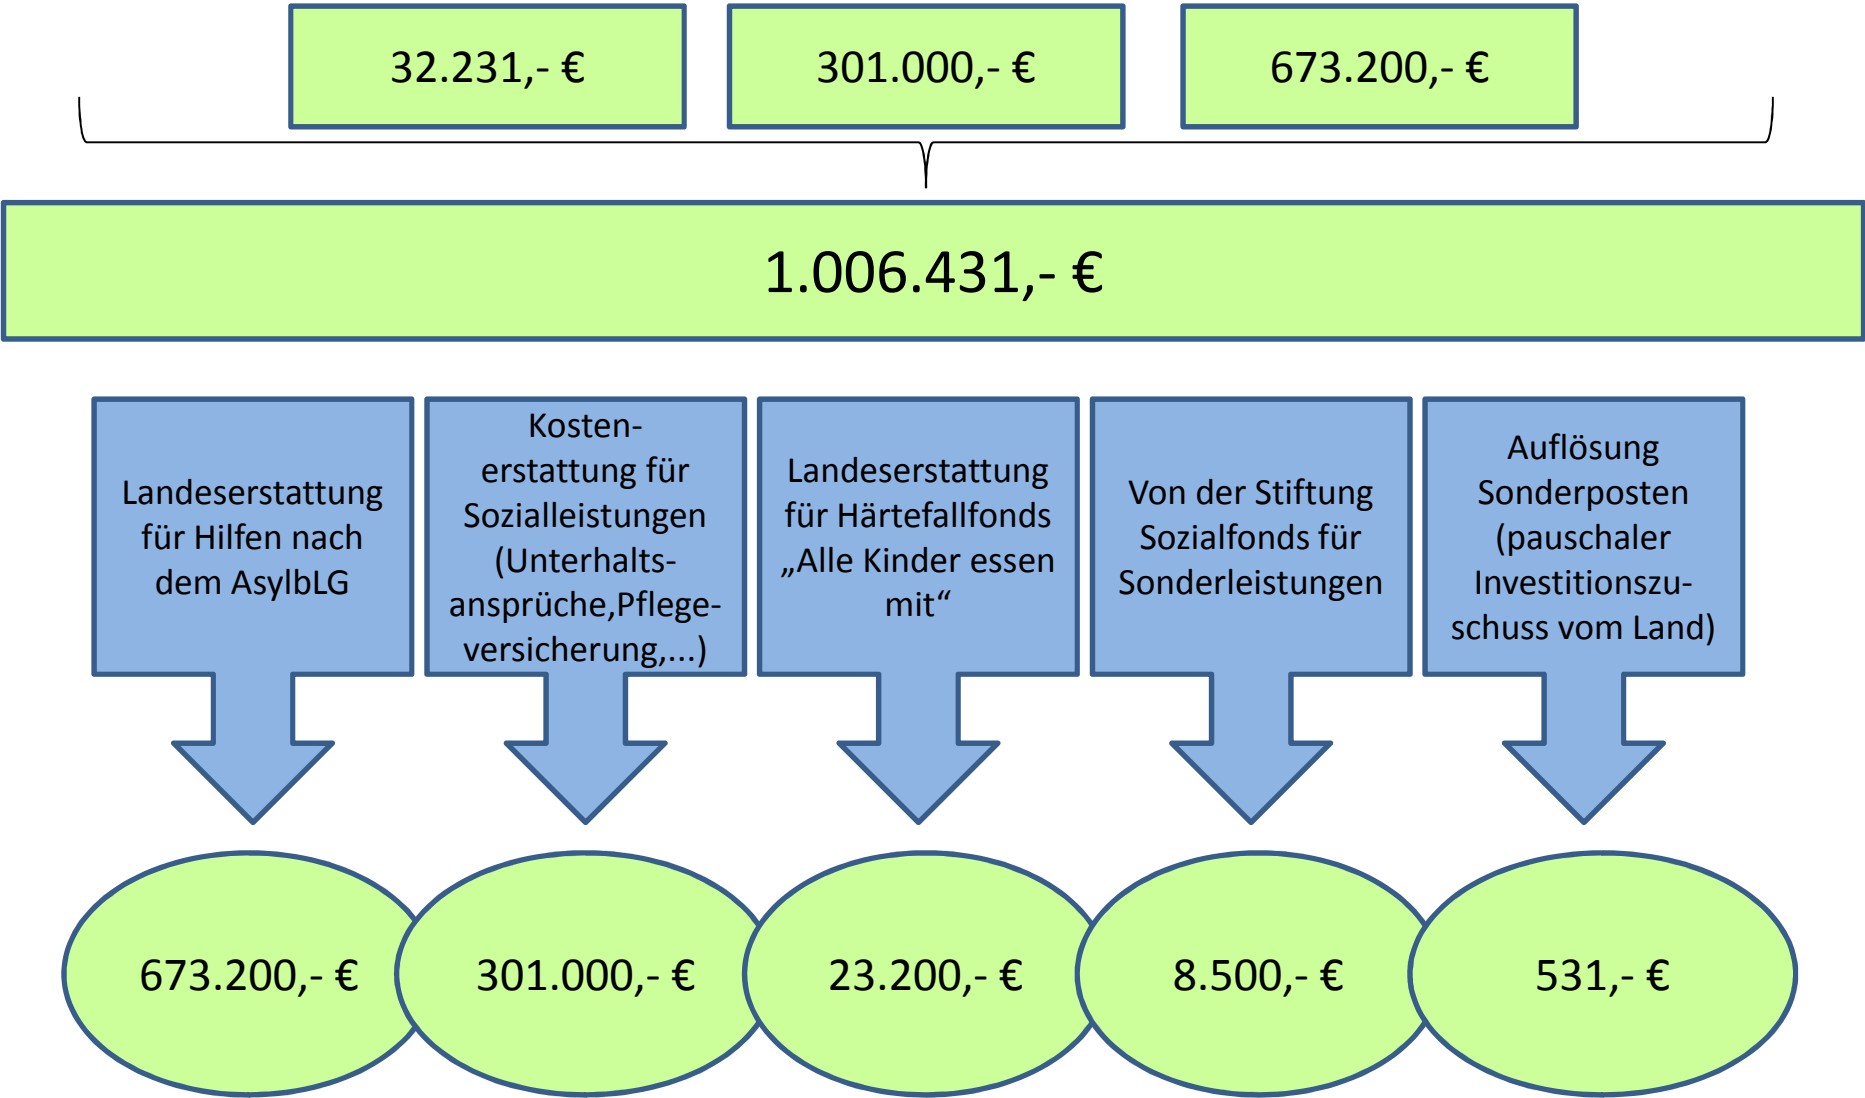 32.231,- €
301.000,- €
673.200,- €
1.006.431,- €
Landeserstattung
für Hilfen nach
dem AsylbLG
Kosten-
erstattung für
Sozialleistungen
(Unterhalts-
ansprüche,Pflege-
versicherung,...)
Landeserstattung
für Härtefallfonds
„Alle Kinder essen
mit“
Von der Stiftung
Sozialfonds für
Sonderleistungen
Auflösung
Sonderposten
(pauschaler
Investitionszu-
schuss vom Land)
673.200,- €
301.000,- €
23.200,- €
8.500,- €
531,- €